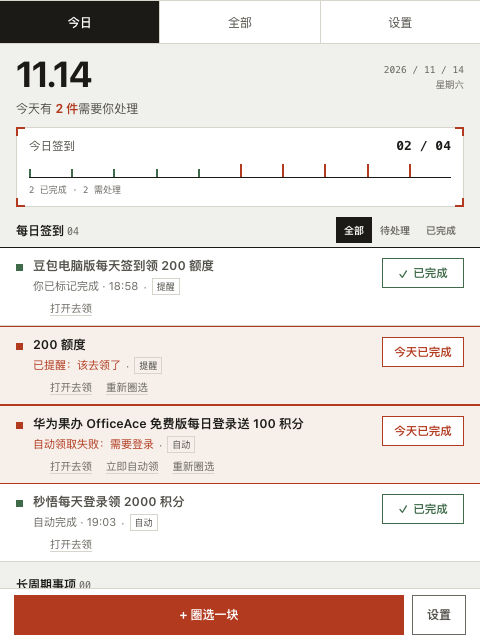 今日
全部
设置
11.14
2026 / 11 / 14
星期六
今天有 2 件需要你处理
今日签到
02 / 04
2 已完成 · 2 需处理
每日签到 04
全部
待处理
已完成
豆包电脑版每天签到领 200 额度
你已标记完成 · 18:58 · 提醒
打开去领
✓ 已完成
200 额度
已提醒：该去领了 · 提醒
打开去领 重新圈选
今天已完成
华为果办 OfficeAce 免费版每日登录送 100 积分
自动领取失败：需要登录 · 自动
打开去领 立即自动领 重新圈选
今天已完成
秒悟每天登录领 2000 积分
自动完成 · 19:03 · 自动
打开去领
✓ 已完成
长周期事项 00
+ 圈选一块
设置